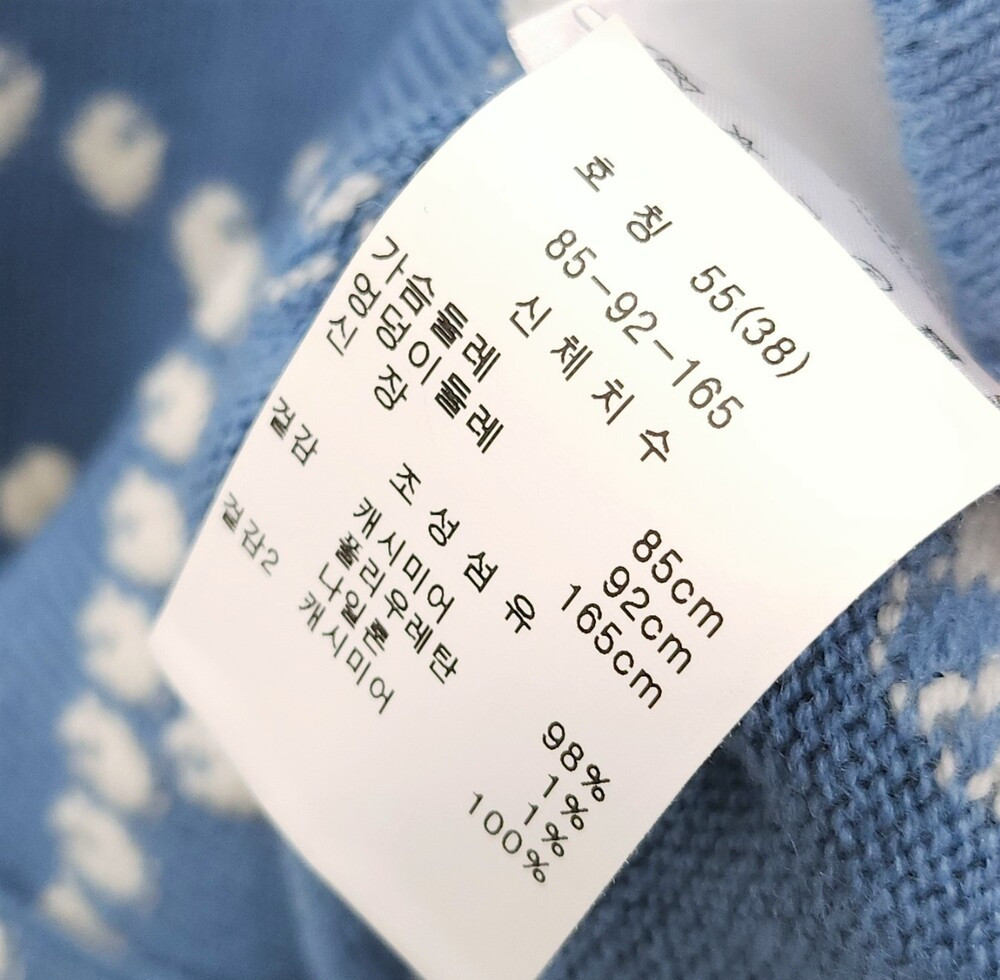 호 칭 55(38)
85-92-165
신 체 치 수
가슴둘레 85cm
엉덩이둘레 92cm
신 장 165cm
조 성 섬 유
겉감 캐시미어 98%
폴리우레탄 1%
나일론 1%
겉감2 캐시미어 100%